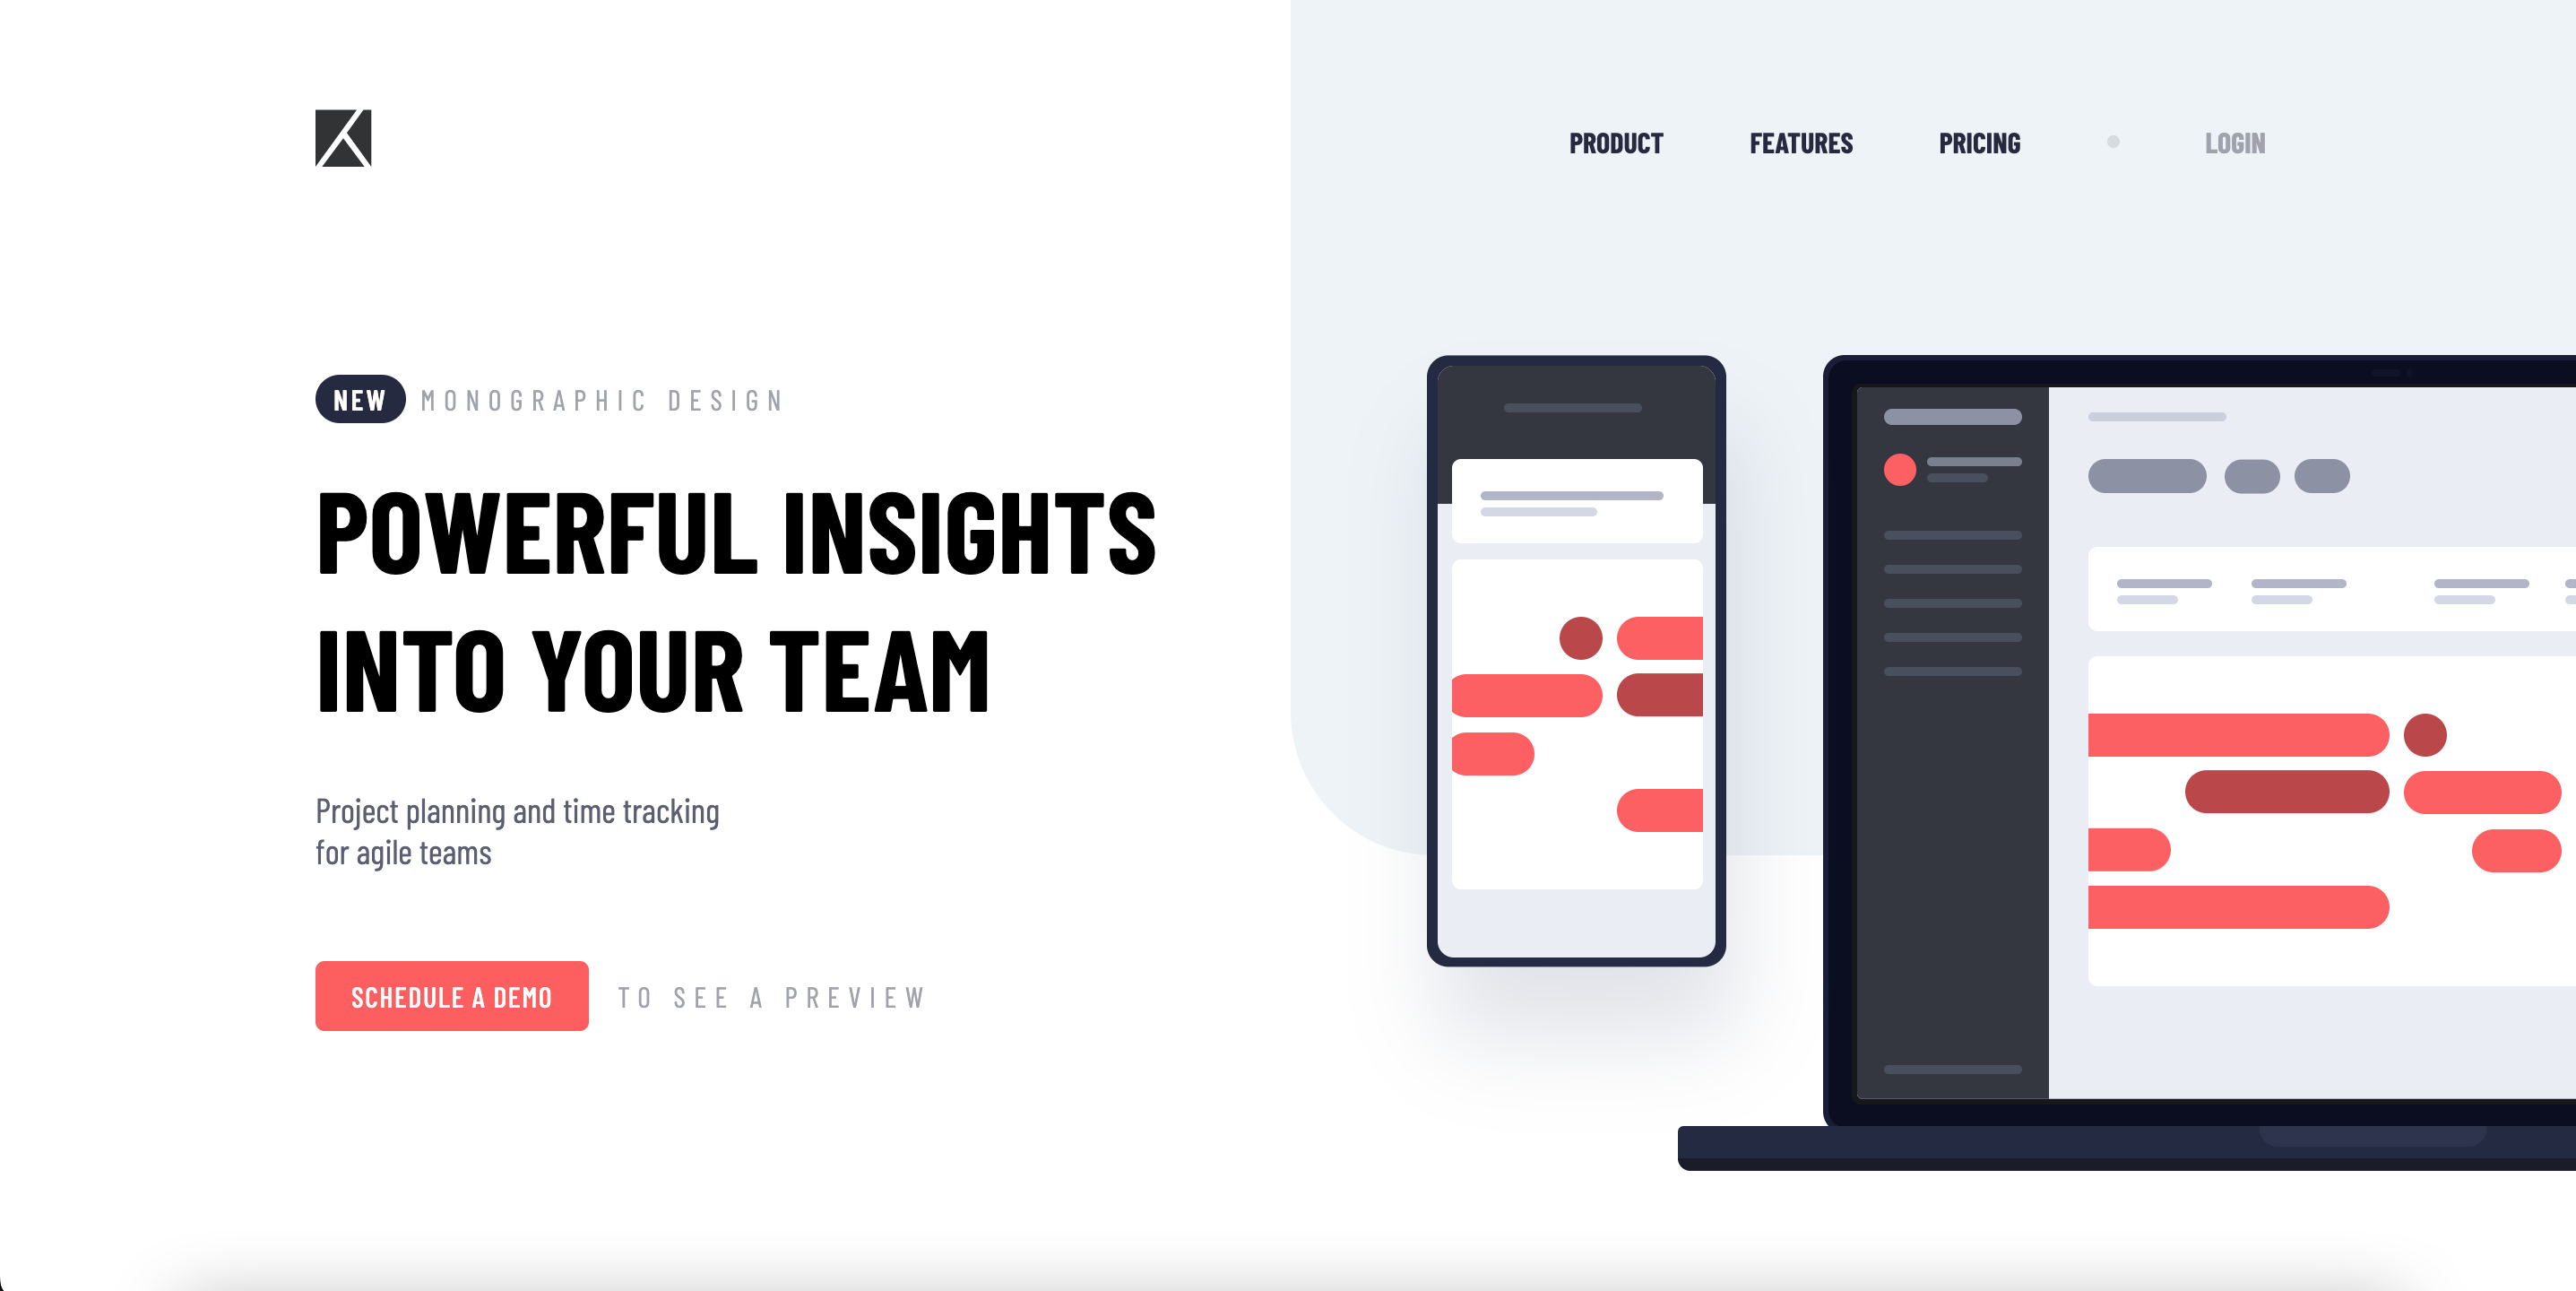 PRODUCT FEATURES PRICING LOGIN
NEW MONOGRAPHIC DESIGN
POWERFUL INSIGHTS
INTO YOUR TEAM
Project planning and time tracking
for agile teams
SCHEDULE A DEMO TO SEE A PREVIEW